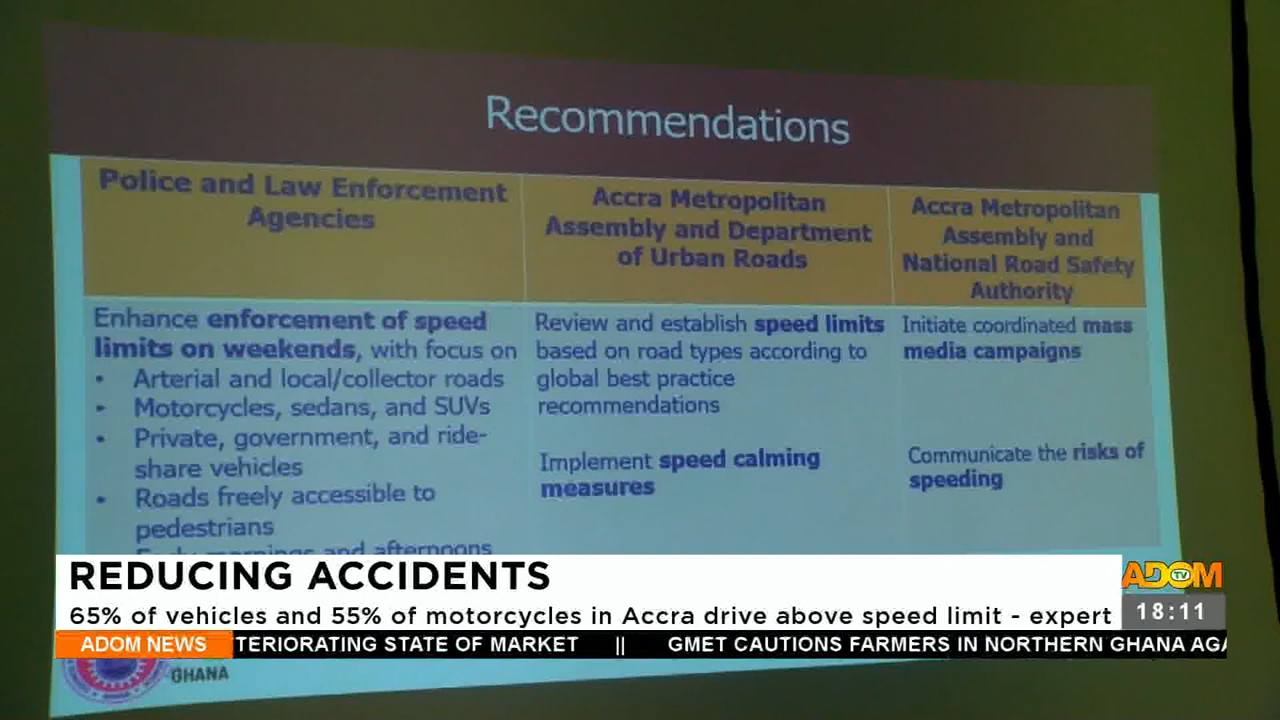 Recommendations
Police and Law Enforcement
Agencies
Accra Metropolitan
Assembly and Department
of Urban Roads
Accra Metropolitan
Assembly and
National Road Safety
Authority
Enhance enforcement of speed
limits on weekends, with focus on
• Arterial and local/collector roads
• Motorcycles, sedans, and SUVs
• Private, government, and ride-
share vehicles
• Roads freely accessible to
pedestrians
Early mornings and afternoons
Review and establish speed limits
based on road types according to
global best practice
recommendations
Implement speed calming
measures
Initiate coordinated mass
media campaigns
Communicate the risks of
speeding
REDUCING ACCIDENTS
65% of vehicles and 55% of motorcycles in Accra drive above speed limit - expert
ADOM TV
18:11
ADOM NEWS
TERIORATING STATE OF MARKET || GMET CAUTIONS FARMERS IN NORTHERN GHANA AGA
GHANA